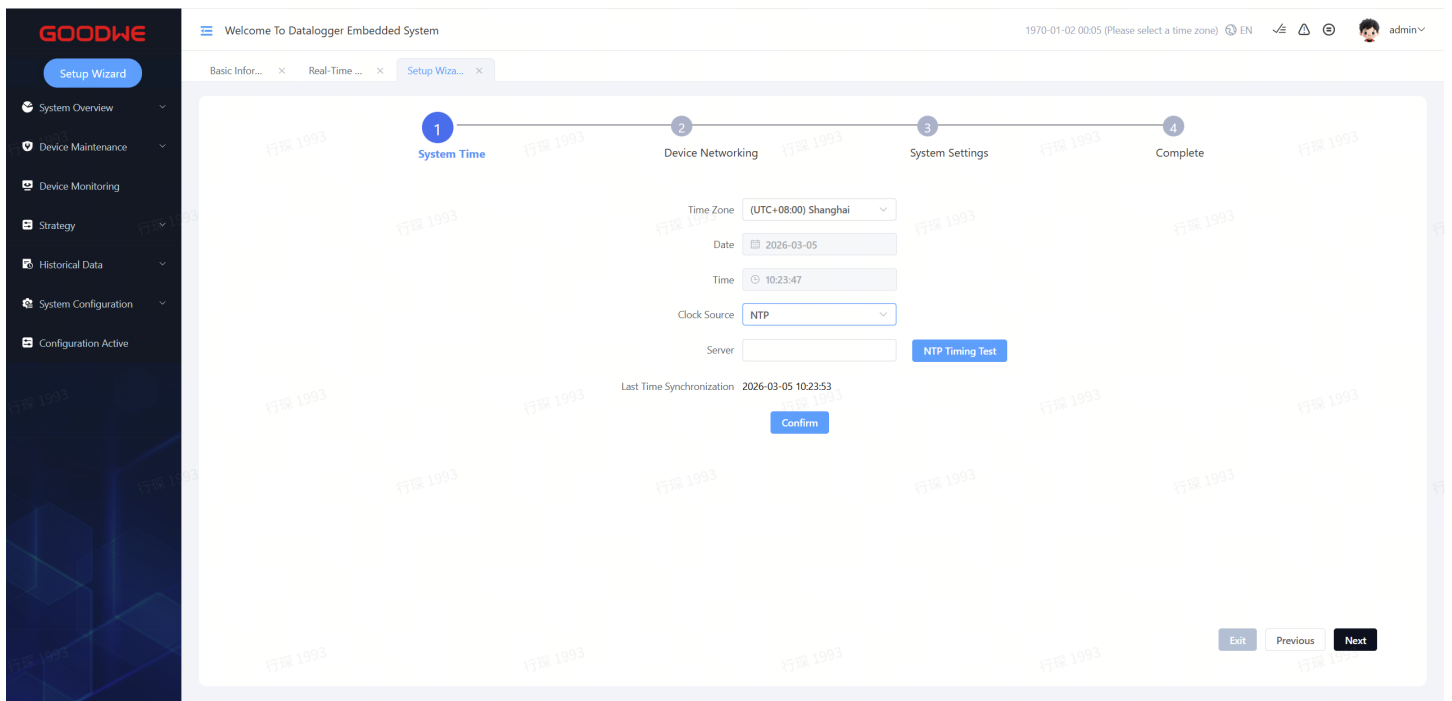 GOODWE
Welcome To Datalogger Embedded System
1970-01-02 00:05 (Please select a time zone)
EN
admin
Setup Wizard
Basic Infor...
Real-Time ...
Setup Wiza...
System Overview
Device Maintenance
Device Monitoring
Strategy
Historical Data
System Configuration
Configuration Active
1
2
3
4
System Time
Device Networking
System Settings
Complete
Time Zone
(UTC+08:00) Shanghai
Date
2026-03-05
Time
10:23:47
Clock Source
NTP
Server
NTP Timing Test
Last Time Synchronization
2026-03-05 10:23:53
Confirm
Exit
Previous
Next
行琛 1993